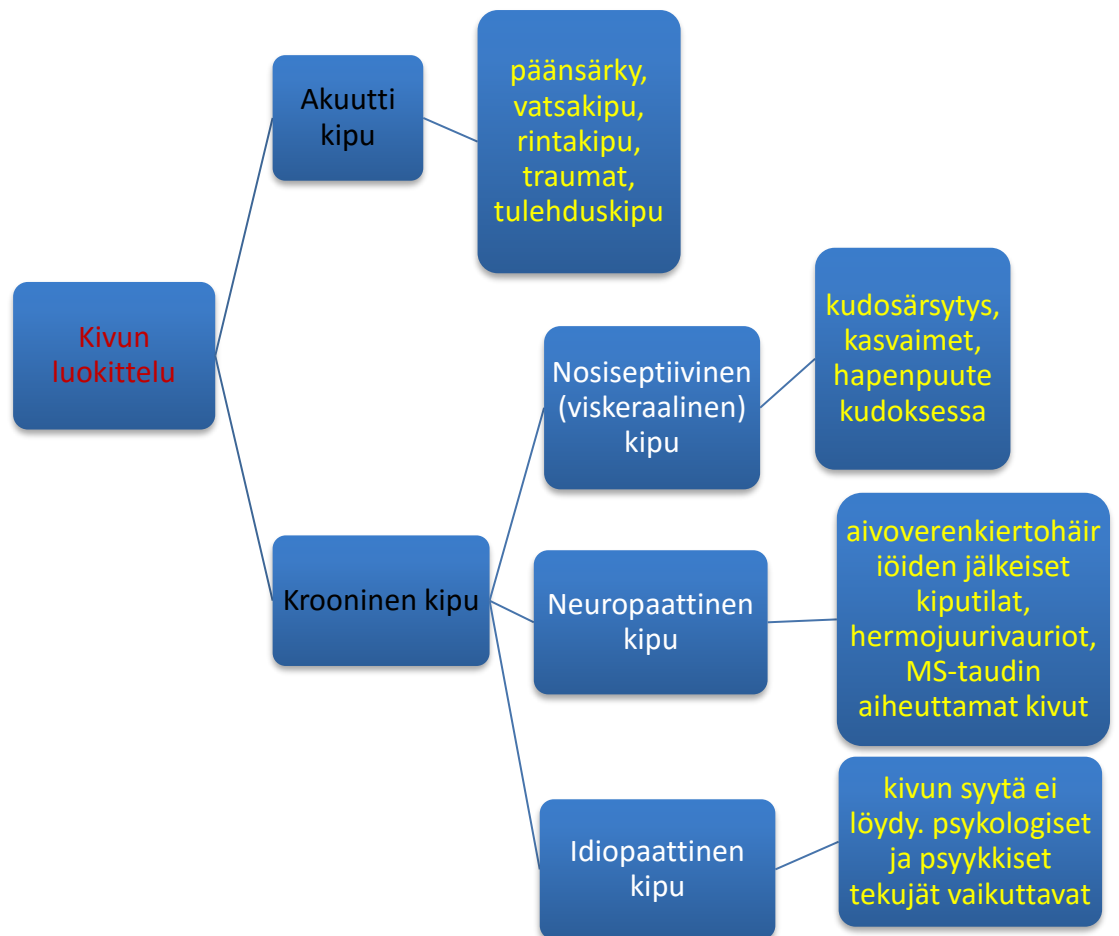 Kivun
luokittelu
Akuutti
kipu
päänsärky,
vatsakipu,
rintakipu,
traumat,
tulehduskipu
Krooninen kipu
Nosiseptiivinen
(viskeraalinen)
kipu
kudosärsytys,
kasvaimet,
hapenpuute
kudoksessa
Neuropaattinen
kipu
aivoverenkiertohäir
iöiden jälkeiset
kiputilat,
hermojuurivauriot,
MS-taudin
aiheuttamat kivut
Idiopaattinen
kipu
kivun syytä ei
löydy. psykologiset
ja psyykkiset
tekujät vaikuttavat